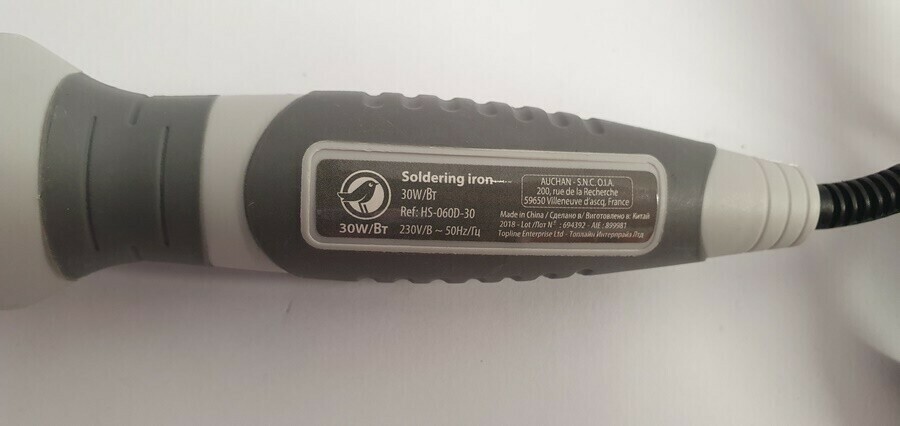 Soldering iron
30W/Вт
Ref: HS-060D-30
30W/Вт 230V/В ~ 50Hz/Гц
AUCHAN - S.N.C. O.I.A.
200, rue de la Recherche
59650 Villeneuve d'ascq, France
Made in China / Сделано в/ Виготовлено в: Китай
2018 - Lot /Лот N° : 694392 - AIE : 899981
Topline Enterprise Ltd - Топлайн Интерпрайз Лтд